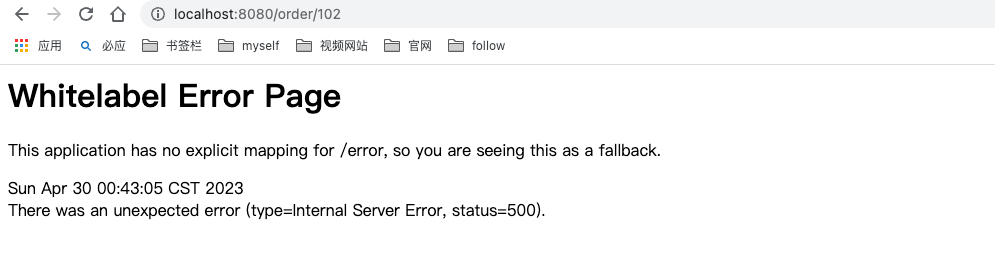 localhost:8080/order/102
应用 必应 书签栏 myself 视频网站 官网 follow
Whitelabel Error Page
This application has no explicit mapping for /error, so you are seeing this as a fallback.
Sun Apr 30 00:43:05 CST 2023
There was an unexpected error (type=Internal Server Error, status=500).